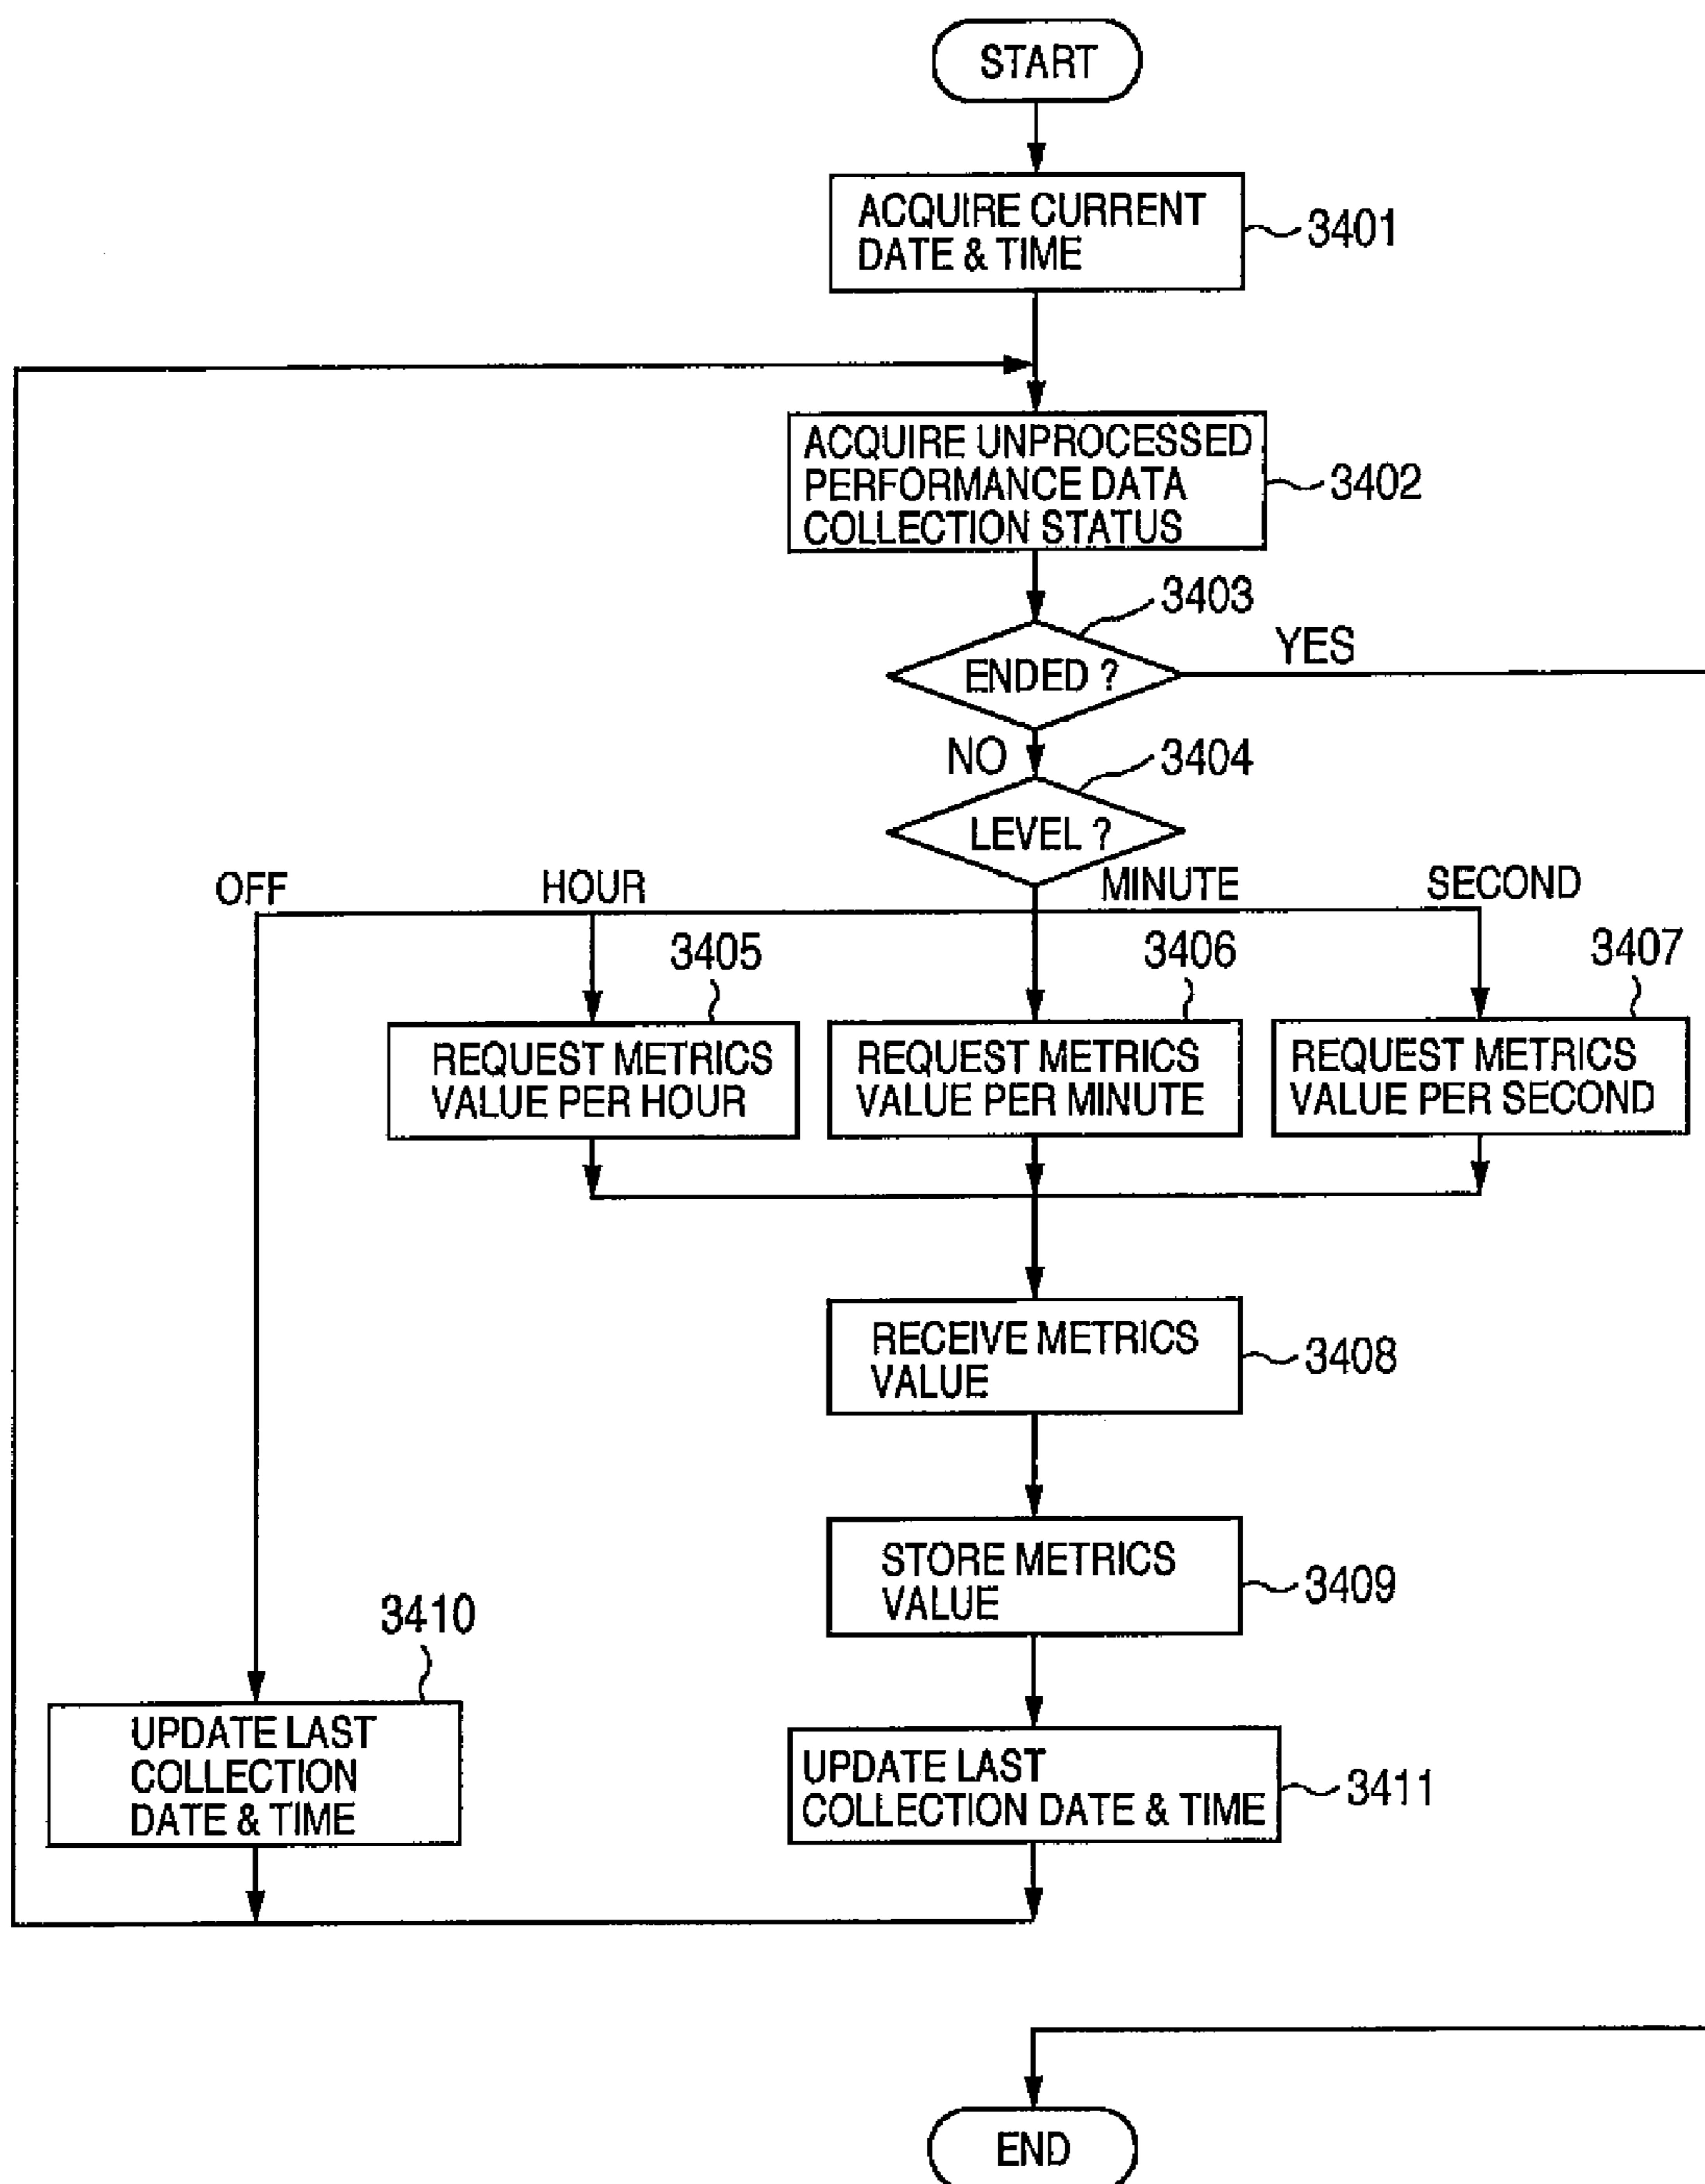 START
ACQUIRE CURRENT
DATE & TIME
3401
ACQUIRE UNPROCESSED
PERFORMANCE DATA
COLLECTION STATUS
3402
3403
ENDED ?
YES
NO
3404
LEVEL ?
OFF
HOUR
MINUTE
SECOND
3405
3406
3407
REQUEST METRICS
VALUE PER HOUR
REQUEST METRICS
VALUE PER MINUTE
REQUEST METRICS
VALUE PER SECOND
RECEIVE METRICS
VALUE
3408
STORE METRICS
VALUE
3409
3410
UPDATE LAST
COLLECTION
DATE & TIME
UPDATE LAST
COLLECTION DATE & TIME
3411
END